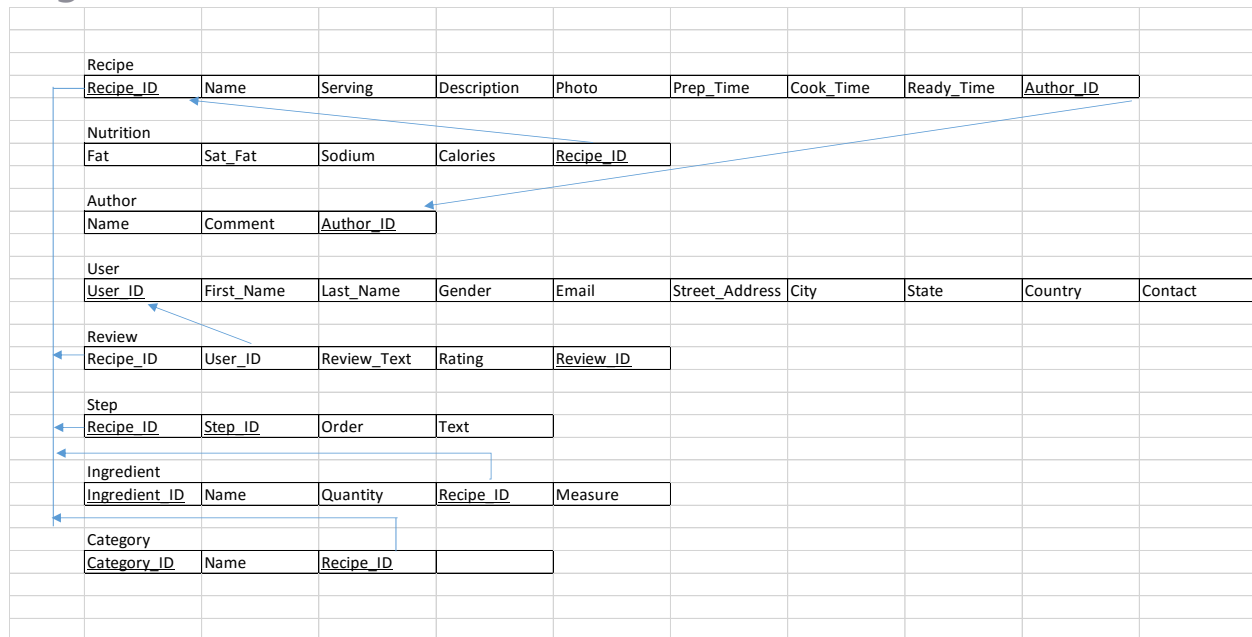 Recipe
Recipe_ID Name Serving Description Photo Prep_Time Cook_Time Ready_Time Author_ID
Nutrition
Fat Sat_Fat Sodium Calories Recipe_ID
Author
Name Comment Author_ID
User
User_ID First_Name Last_Name Gender Email Street_Address City State Country Contact
Review
Recipe_ID User_ID Review_Text Rating Review_ID
Step
Recipe_ID Step_ID Order Text
Ingredient
Ingredient_ID Name Quantity Recipe_ID Measure
Category
Category_ID Name Recipe_ID